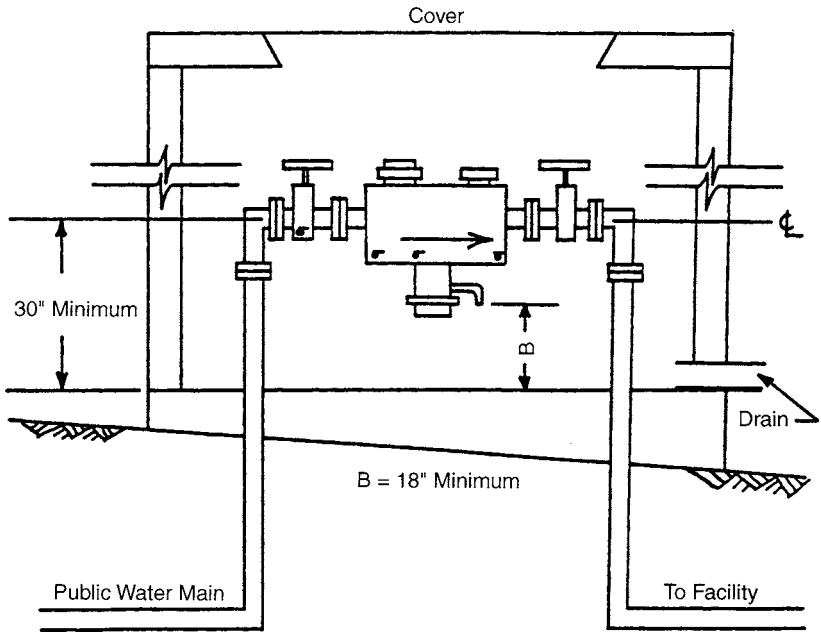 Cover
℄
30" Minimum
B
Drain
B = 18" Minimum
Public Water Main
To Facility